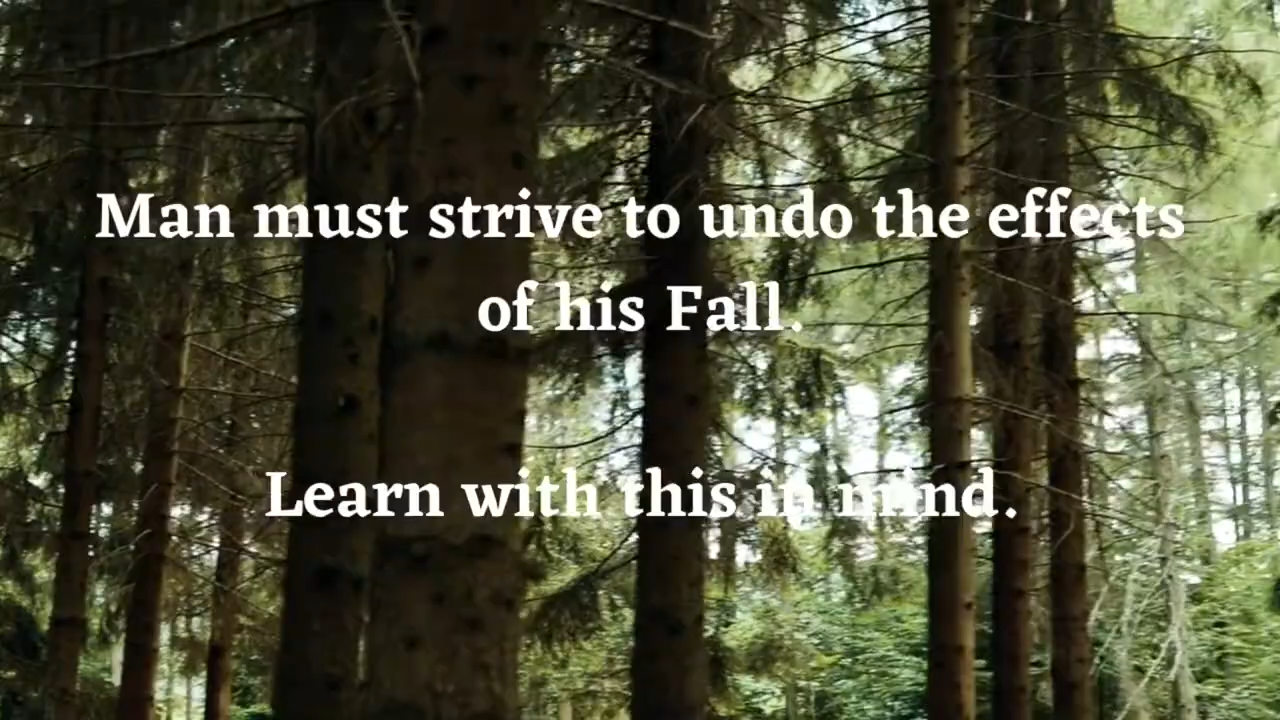 Man must strive to undo the effects
of his Fall.
Learn with this in mind.